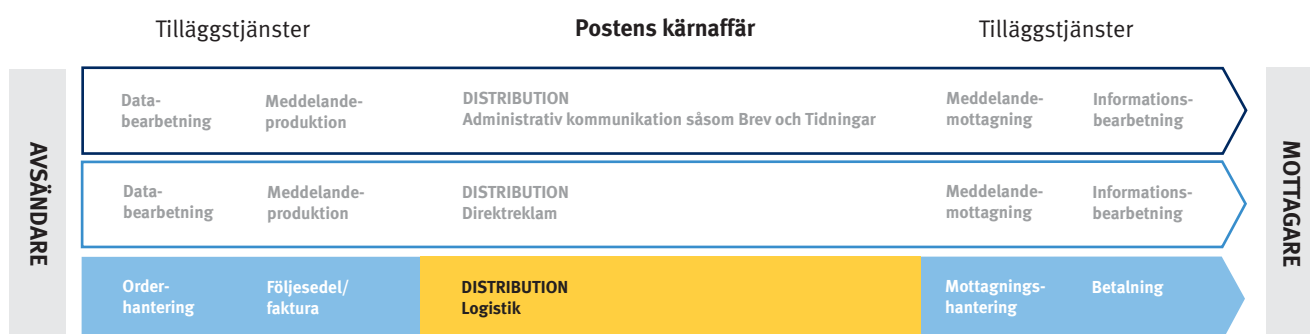 Tilläggstjänster
Postens kärnaffär
Tilläggstjänster
AVSÄNDARE
Data-
bearbetning
Meddelande-
produktion
DISTRIBUTION
Administrativ kommunikation såsom Brev och Tidningar
Meddelande-
mottagning
Informations-
bearbetning
Data-
bearbetning
Meddelande-
produktion
DISTRIBUTION
Direktreklam
Meddelande-
mottagning
Informations-
bearbetning
Order-
hantering
Följesedel/
faktura
DISTRIBUTION
Logistik
Mottagnings-
hantering
Betalning
MOTTAGARE